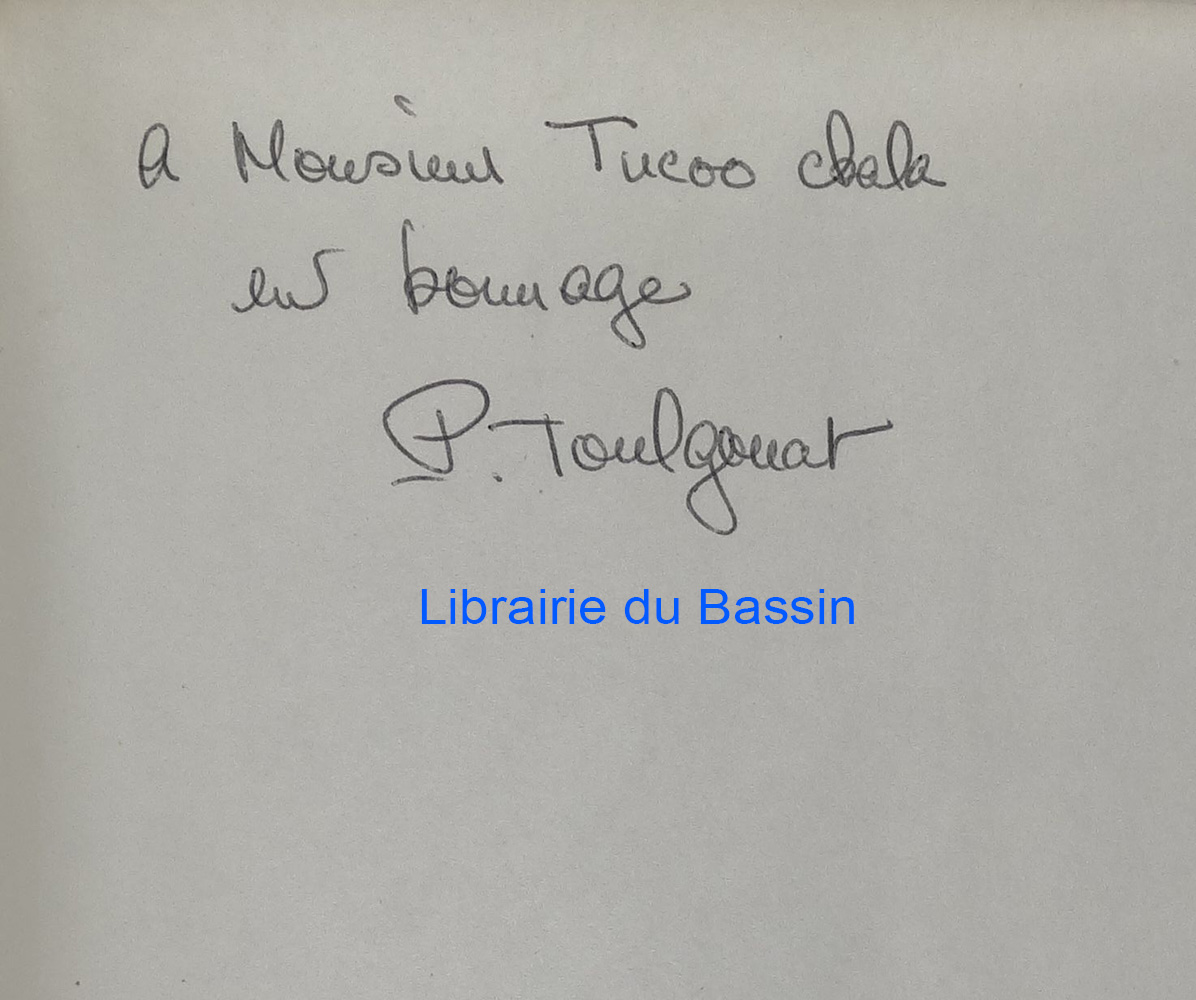 a Monsieur Tucoo chala
en hommage
P. Toulgouat
Librairie du Bassin